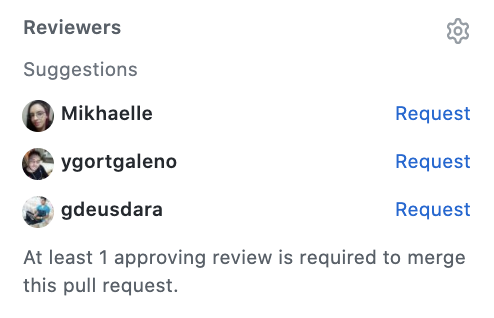 Reviewers
Suggestions
Mikhaelle Request
ygortgaleno Request
gdeusdara Request
At least 1 approving review is required to merge
this pull request.